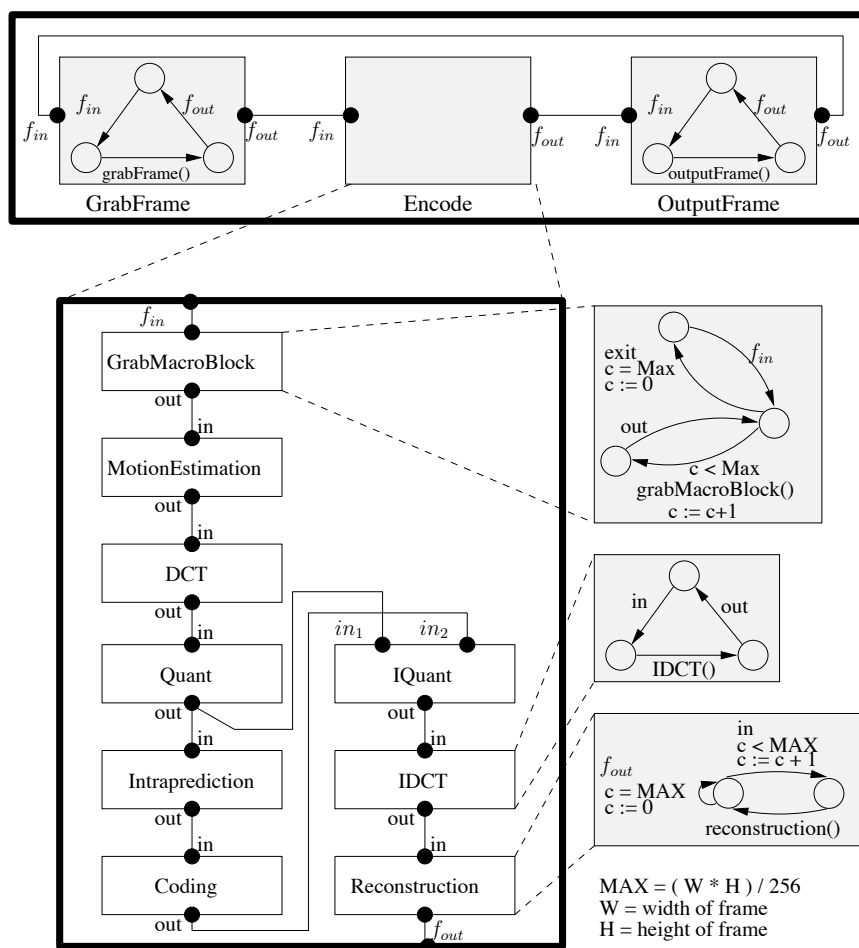 f_in
f_out
grabFrame()
f_in
f_out
GrabFrame
f_in
f_out
Encode
f_in
f_out
outputFrame()
f_in
f_out
OutputFrame
f_in
GrabMacroBlock
out
in
MotionEstimation
out
in
DCT
out
in
Quant
out
in
Intraprediction
out
in
Coding
out
in_1
in_2
IQuant
out
in
IDCT
out
in
Reconstruction
f_out
exit
c = Max
c := 0
f_in
out
c < Max
grabMacroBlock()
c := c+1
in
out
IDCT()
in
c < MAX
c := c + 1
f_out
c = MAX
c := 0
reconstruction()
MAX = ( W * H ) / 256
W = width of frame
H = height of frame